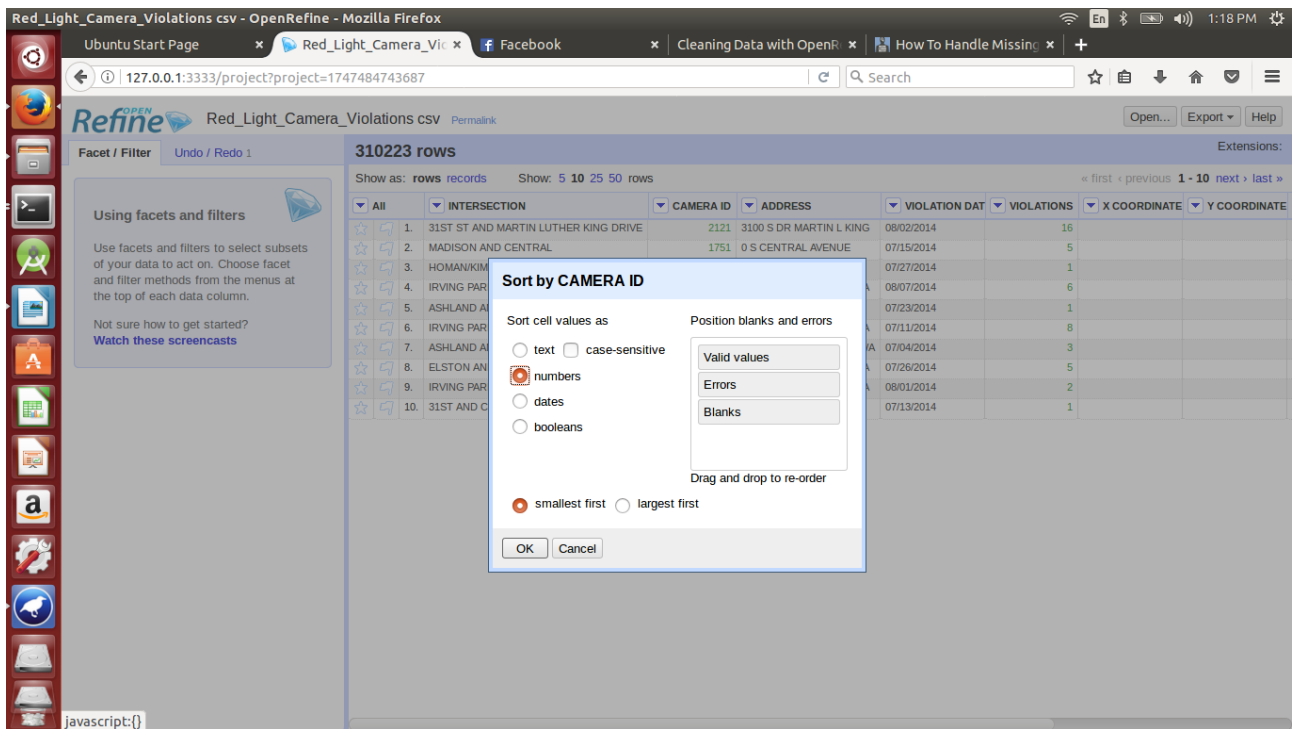 Red_Light_Camera_Violations csv - OpenRefine - Mozilla Firefox
En 1:18 PM
Ubuntu Start Page × Red_Light_Camera_Vic × Facebook × Cleaning Data with OpenR × How To Handle Missing × +
127.0.0.1:3333/project?project=1747484743687 Search
OPEN
Refine Red_Light_Camera_Violations csv Permalink Open... Export Help
Facet / Filter Undo / Redo 1
310223 rows Extensions:
Show as: rows records Show: 5 10 25 50 rows « first ‹ previous 1 - 10 next › last »
All INTERSECTION CAMERA ID ADDRESS VIOLATION DAT VIOLATIONS X COORDINATE Y COORDINATE
Using facets and filters
Use facets and filters to select subsets
of your data to act on. Choose facet
and filter methods from the menus at
the top of each data column.
Not sure how to get started?
Watch these screencasts
1. 31ST ST AND MARTIN LUTHER KING DRIVE 2121 3100 S DR MARTIN L KING 08/02/2014 16
2. MADISON AND CENTRAL 1751 0 S CENTRAL AVENUE 07/15/2014 5
3. HOMAN/KIM 07/27/2014 1
4. IRVING PAR 08/07/2014 6
5. ASHLAND A 07/23/2014 1
6. IRVING PAR 07/11/2014 8
7. ASHLAND A 07/04/2014 3
8. ELSTON AN 07/26/2014 5
9. IRVING PAR 08/01/2014 2
10. 31ST AND C 07/13/2014 1
Sort by CAMERA ID
Sort cell values as
text case-sensitive
numbers
dates
booleans
Position blanks and errors
Valid values
Errors
Blanks
Drag and drop to re-order
smallest first largest first
OK Cancel
javascript:{}